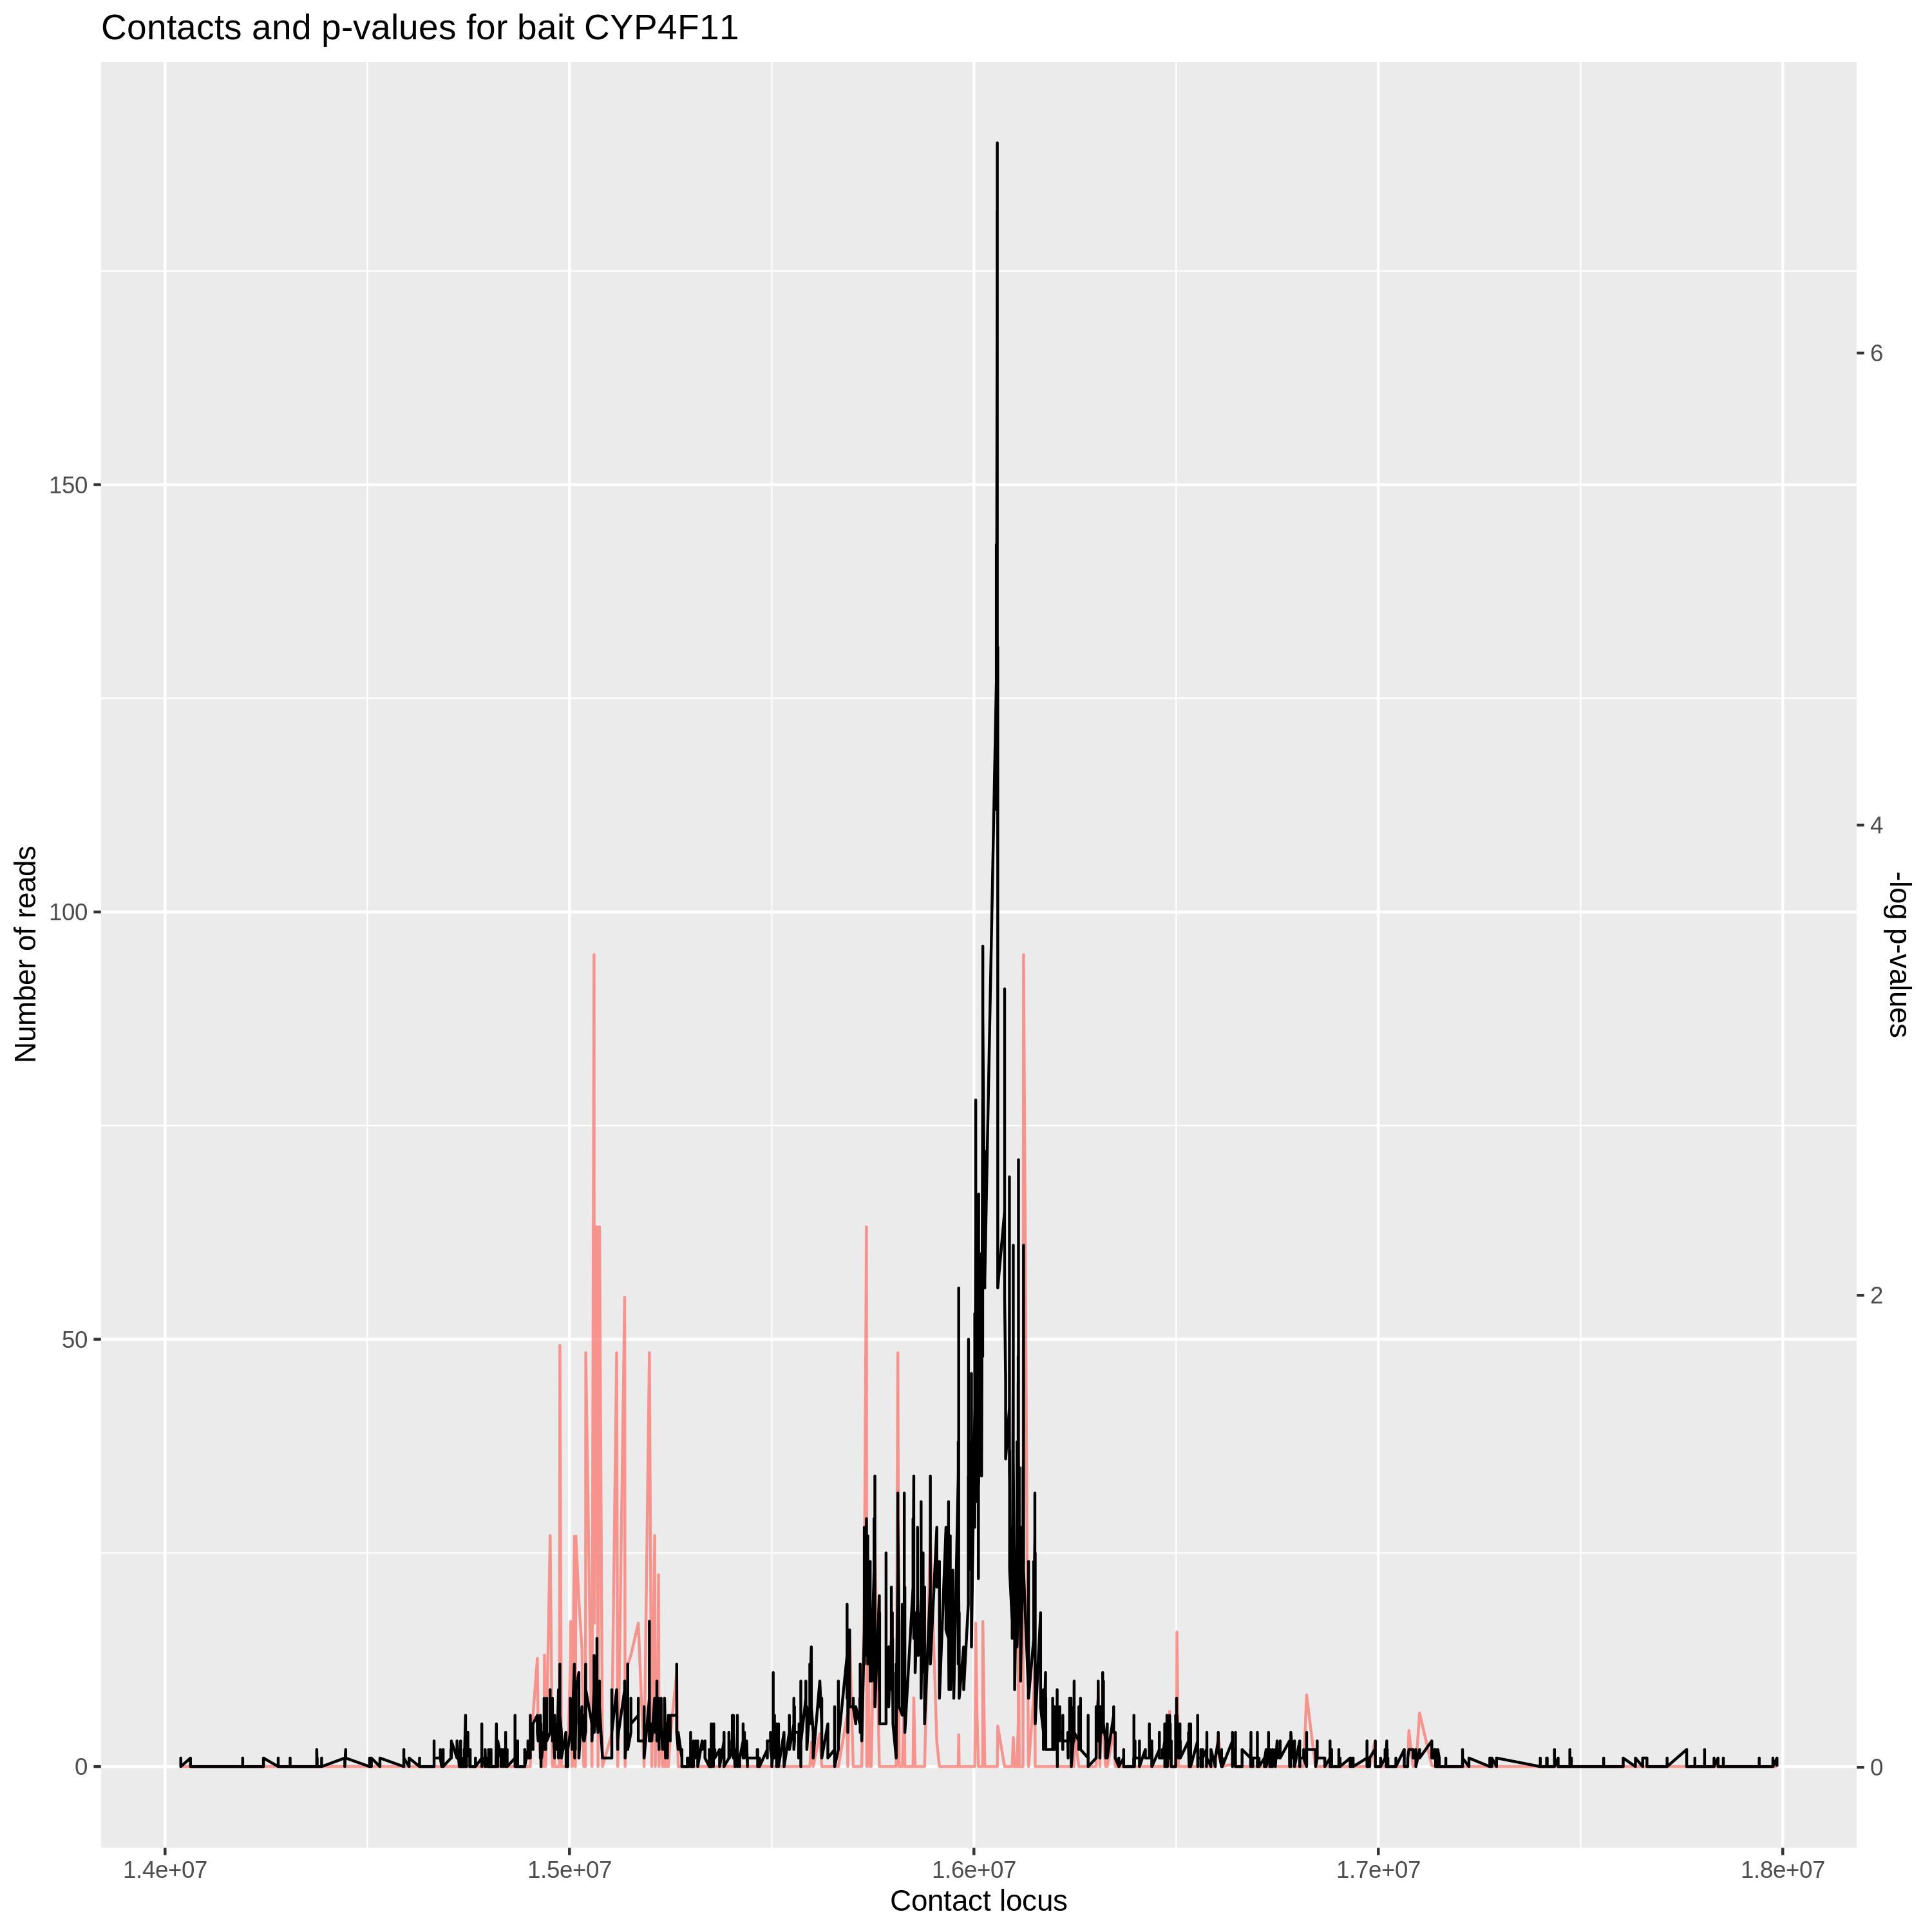 Contacts and p-values for bait CYP4F11
Number of reads
150
100
50
0
6
4
2
0
-log p-values
1.4e+07 1.5e+07 1.6e+07 1.7e+07 1.8e+07
Contact locus